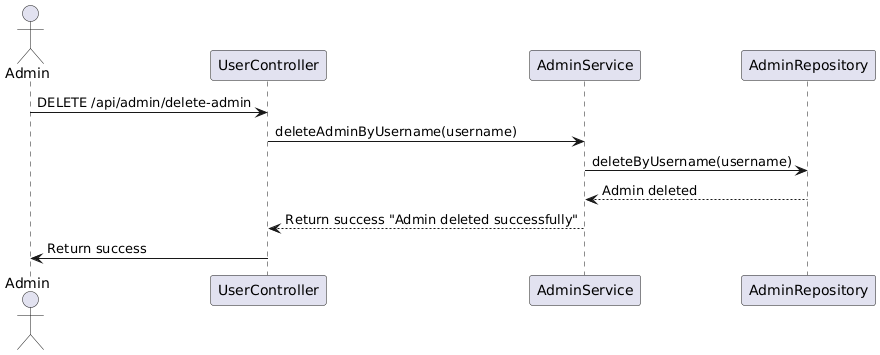 Admin
UserController
AdminService
AdminRepository
DELETE /api/admin/delete-admin
deleteAdminByUsername(username)
deleteByUsername(username)
Admin deleted
Return success "Admin deleted successfully"
Return success
Admin
UserController
AdminService
AdminRepository